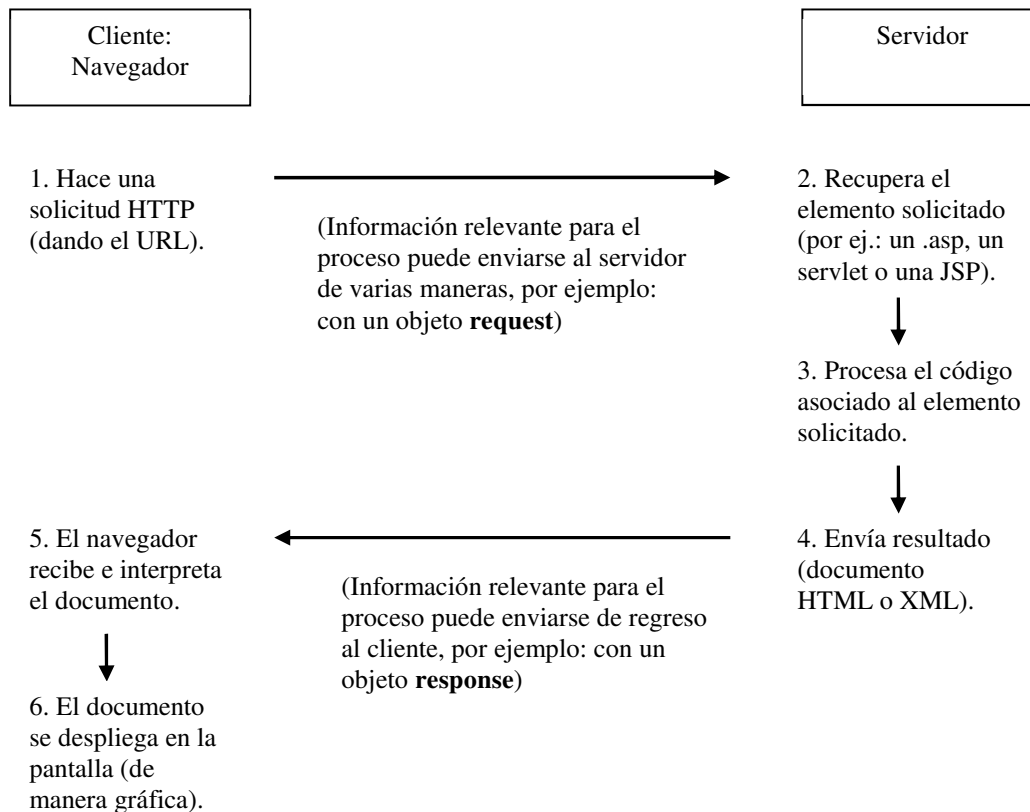 Cliente:
Navegador
Servidor
1. Hace una
solicitud HTTP
(dando el URL).
(Información relevante para el
proceso puede enviarse al servidor
de varias maneras, por ejemplo:
con un objeto request)
2. Recupera el
elemento solicitado
(por ej.: un .asp, un
servlet o una JSP).
3. Procesa el código
asociado al elemento
solicitado.
4. Envía resultado
(documento
HTML o XML).
(Información relevante para el
proceso puede enviarse de regreso
al cliente, por ejemplo: con un
objeto response)
5. El navegador
recibe e interpreta
el documento.
6. El documento
se despliega en la
pantalla (de
manera gráfica).